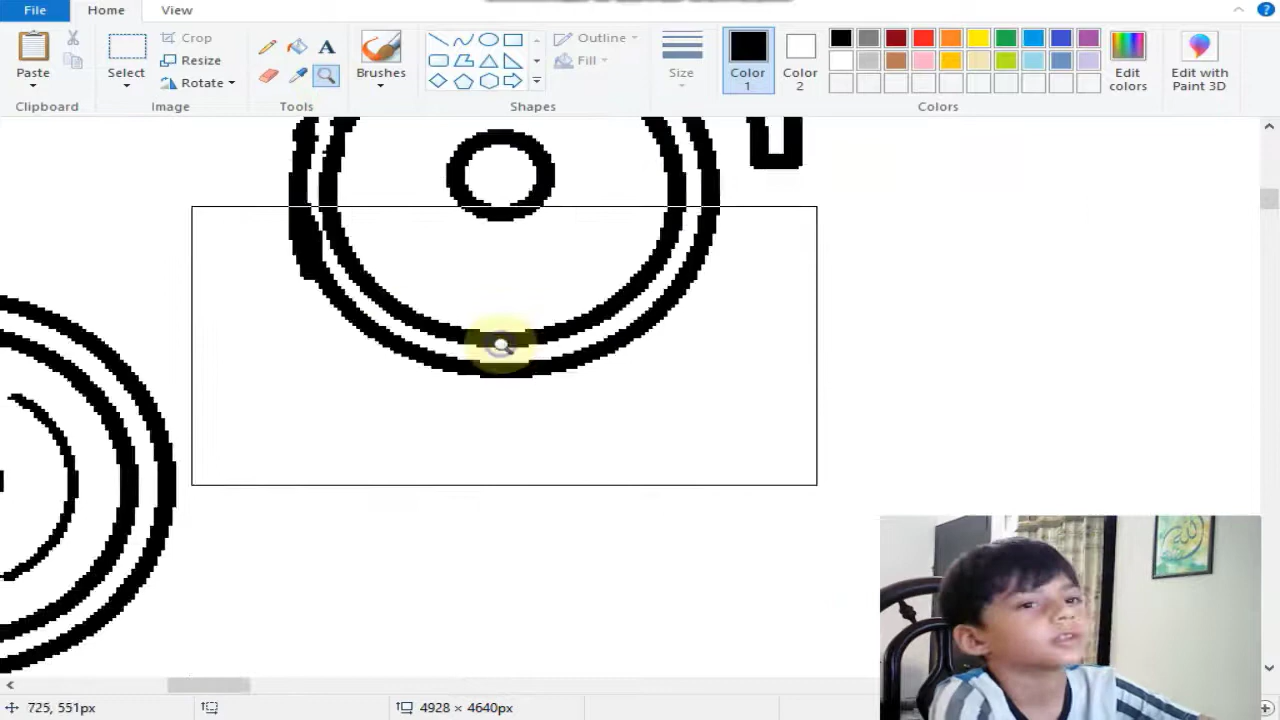 File Home View
Paste
Clipboard
Select
Crop
Resize
Rotate
Image
A
Tools
Brushes
Outline
Fill
Shapes
Size
Color 1
Color 2
Edit colors
Colors
Edit with Paint 3D
725, 551px 4928 × 4640px